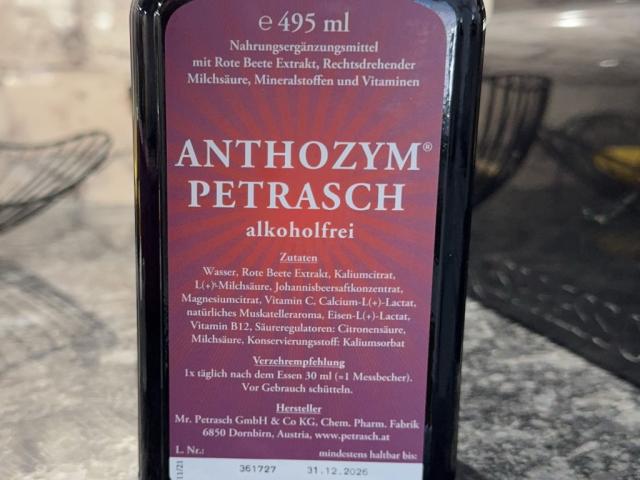 ℮ 495 ml
Nahrungsergänzungsmittel
mit Rote Beete Extrakt, Rechtsdrehender
Milchsäure, Mineralstoffen und Vitaminen
ANTHOZYM®
PETRASCH
alkoholfrei
Zutaten
Wasser, Rote Beete Extrakt, Kaliumcitrat,
L(+)-Milchsäure, Johannisbeersaftkonzentrat,
Magnesiumcitrat, Vitamin C, Calcium-L(+)-Lactat,
natürliches Muskatelleraroma, Eisen-L(+)-Lactat,
Vitamin B12, Säureregulatoren: Citronensäure,
Milchsäure, Konservierungsstoff: Kaliumsorbat
Verzehrempfehlung
1x täglich nach dem Essen 30 ml (=1 Messbecher).
Vor Gebrauch schütteln.
Hersteller
Mr. Petrasch GmbH & Co KG, Chem. Pharm. Fabrik
6850 Dornbirn, Austria, www.petrasch.at
L. Nr.: mindestens haltbar bis:
361727 31.12.2026
11/21